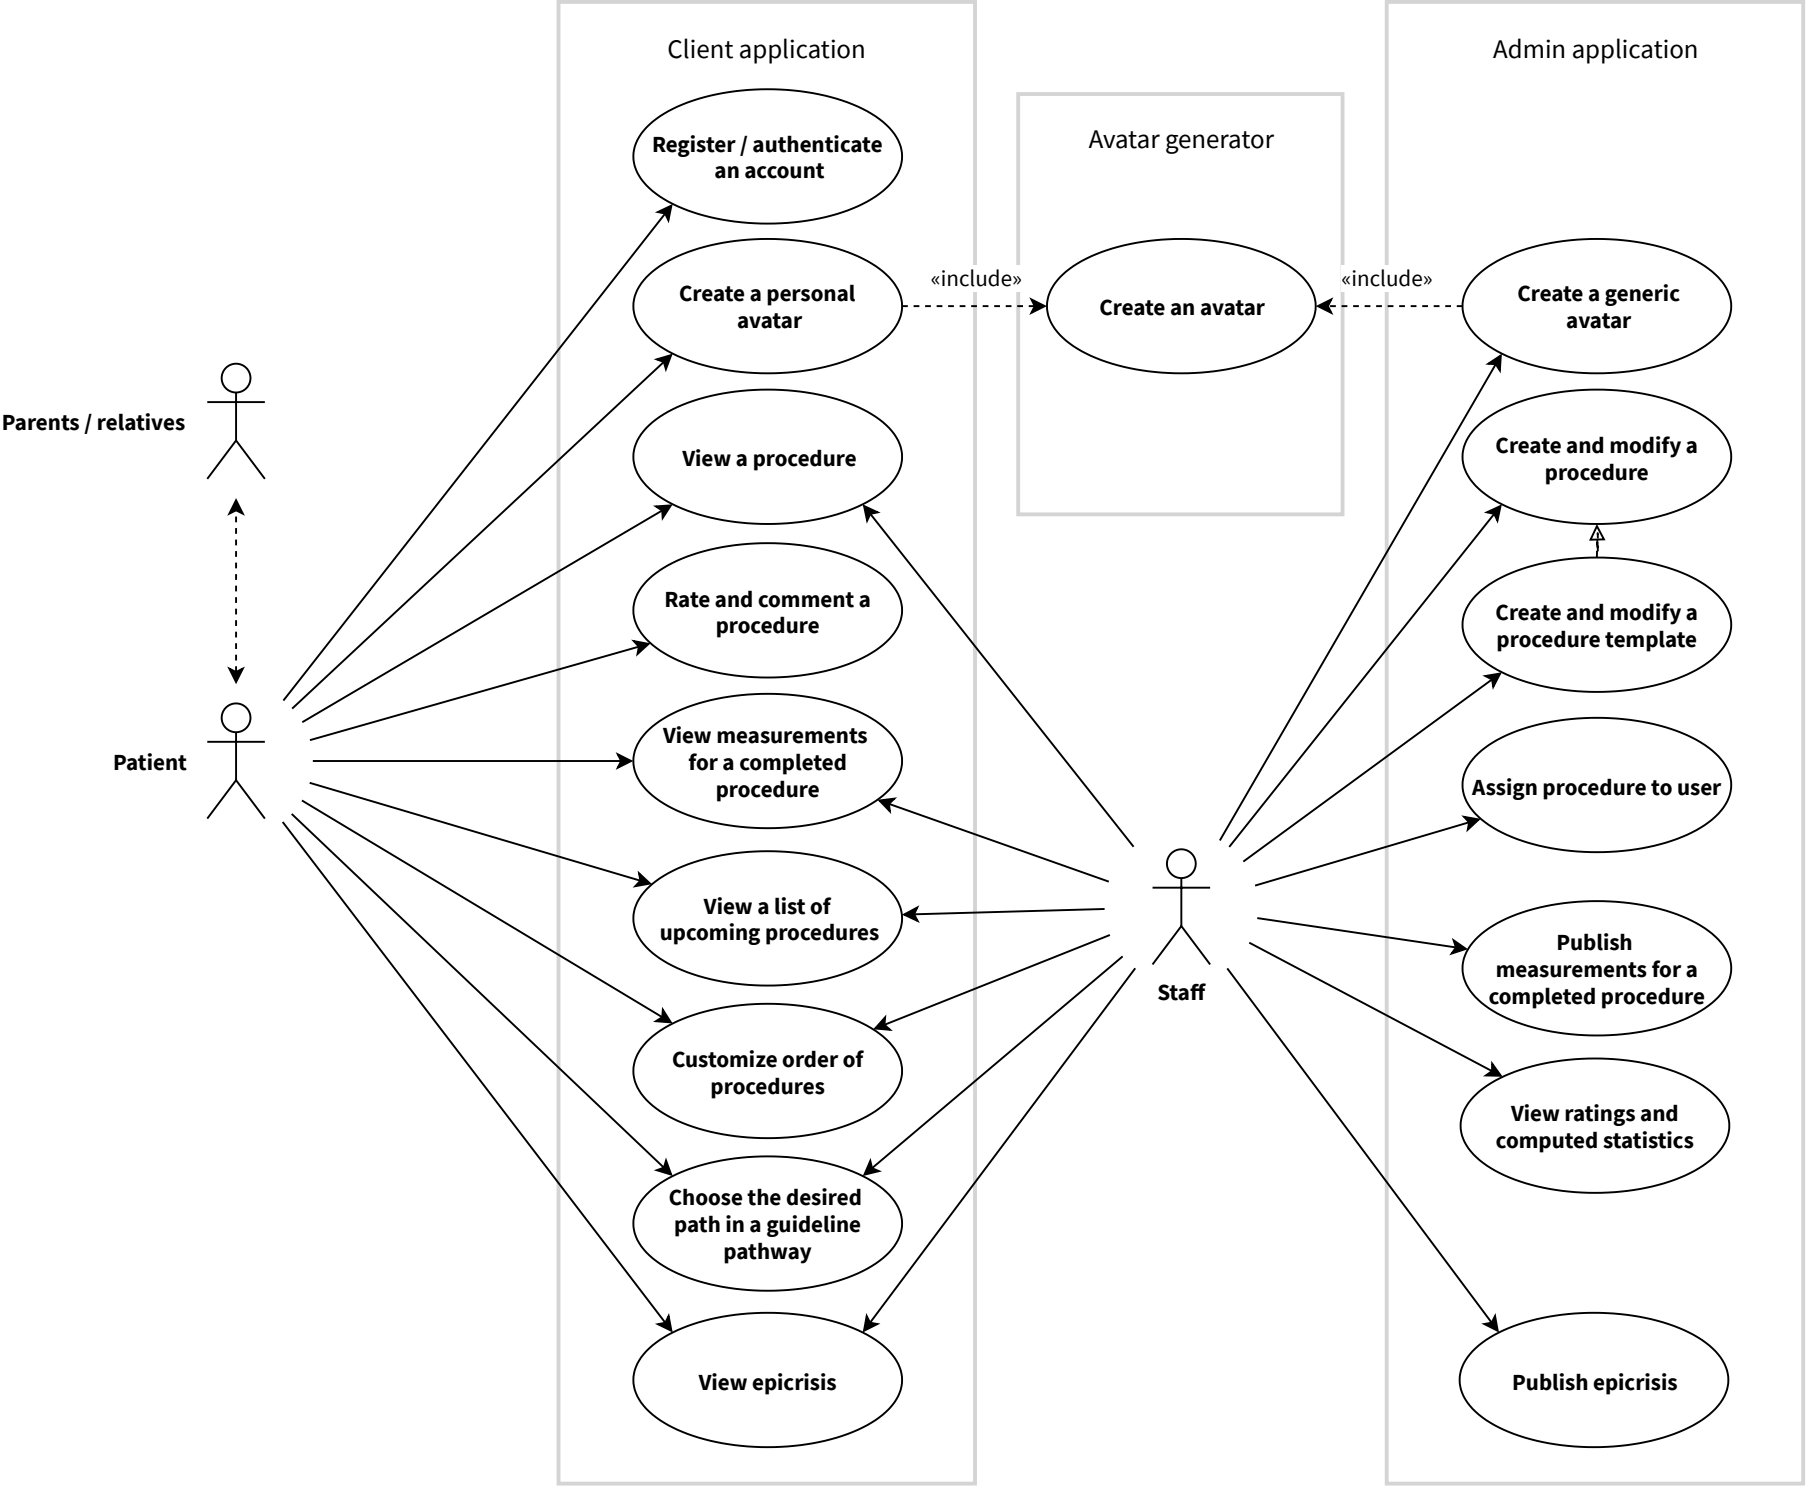 Client application
Register / authenticate
an account
Create a personal
avatar
View a procedure
Rate and comment a
procedure
View measurements
for a completed
procedure
View a list of
upcoming procedures
Customize order of
procedures
Choose the desired
path in a guideline
pathway
View epicrisis
Parents / relatives
Patient
«include»
Avatar generator
Create an avatar
«include»
Staff
Admin application
Create a generic
avatar
Create and modify a
procedure
Create and modify a
procedure template
Assign procedure to user
Publish
measurements for a
completed procedure
View ratings and
computed statistics
Publish epicrisis